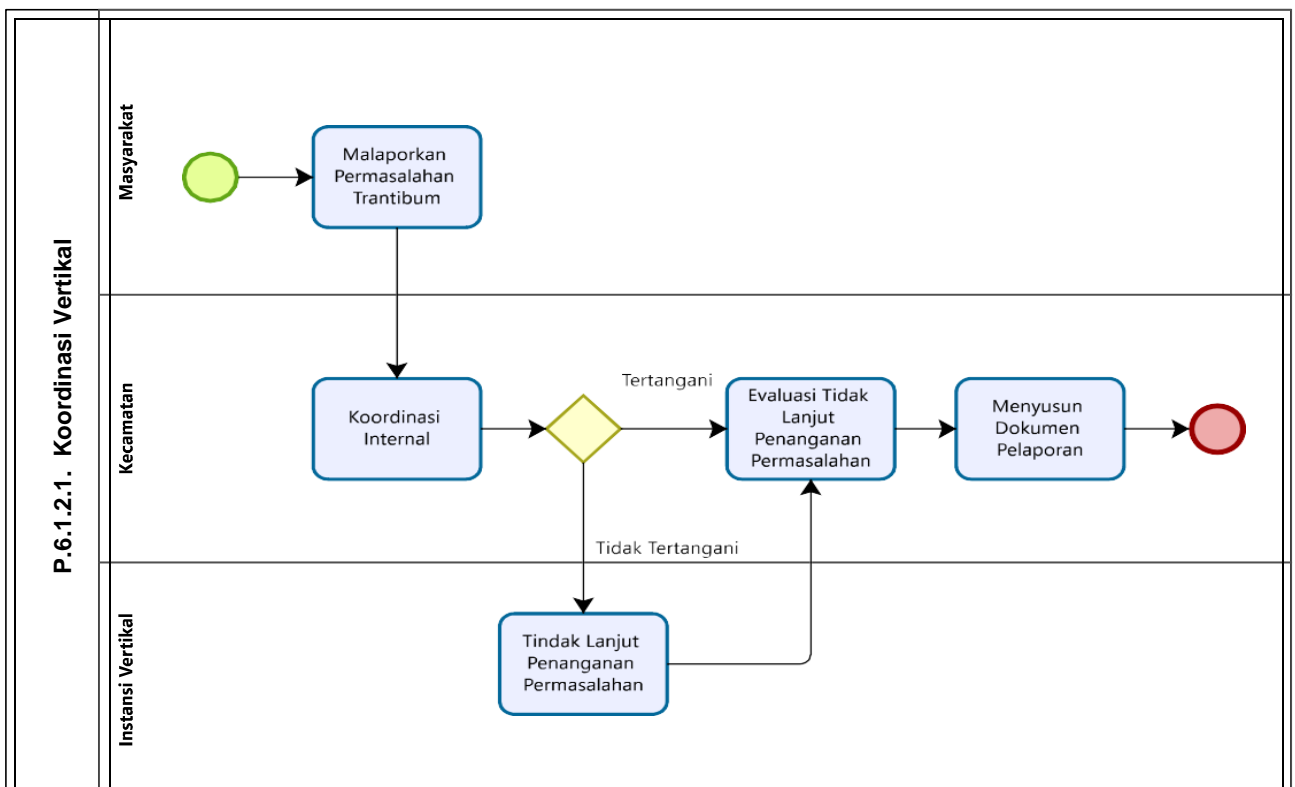 P.6.1.2.1. Koordinasi Vertikal
Masyarakat
Malaporkan
Permasalahan
Trantibum
Kecamatan
Koordinasi
Internal
Tertangani
Evaluasi Tidak
Lanjut
Penanganan
Permasalahan
Menyusun
Dokumen
Pelaporan
Tidak Tertangani
Instansi Vertikal
Tindak Lanjut
Penanganan
Permasalahan